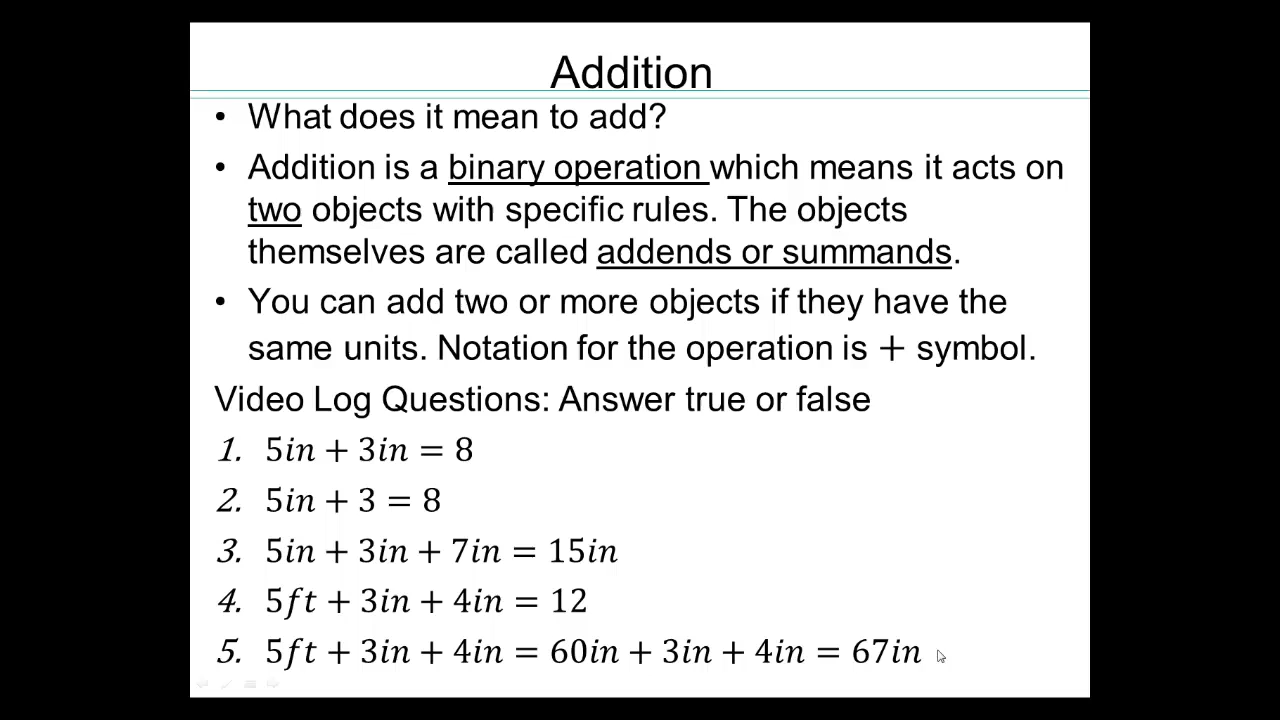 Addition
• What does it mean to add?
• Addition is a binary operation which means it acts on
two objects with specific rules. The objects
themselves are called addends or summands.
• You can add two or more objects if they have the
same units. Notation for the operation is + symbol.
Video Log Questions: Answer true or false
1. 5in + 3in = 8
2. 5in + 3 = 8
3. 5in + 3in + 7in = 15in
4. 5ft + 3in + 4in = 12
5. 5ft + 3in + 4in = 60in + 3in + 4in = 67in